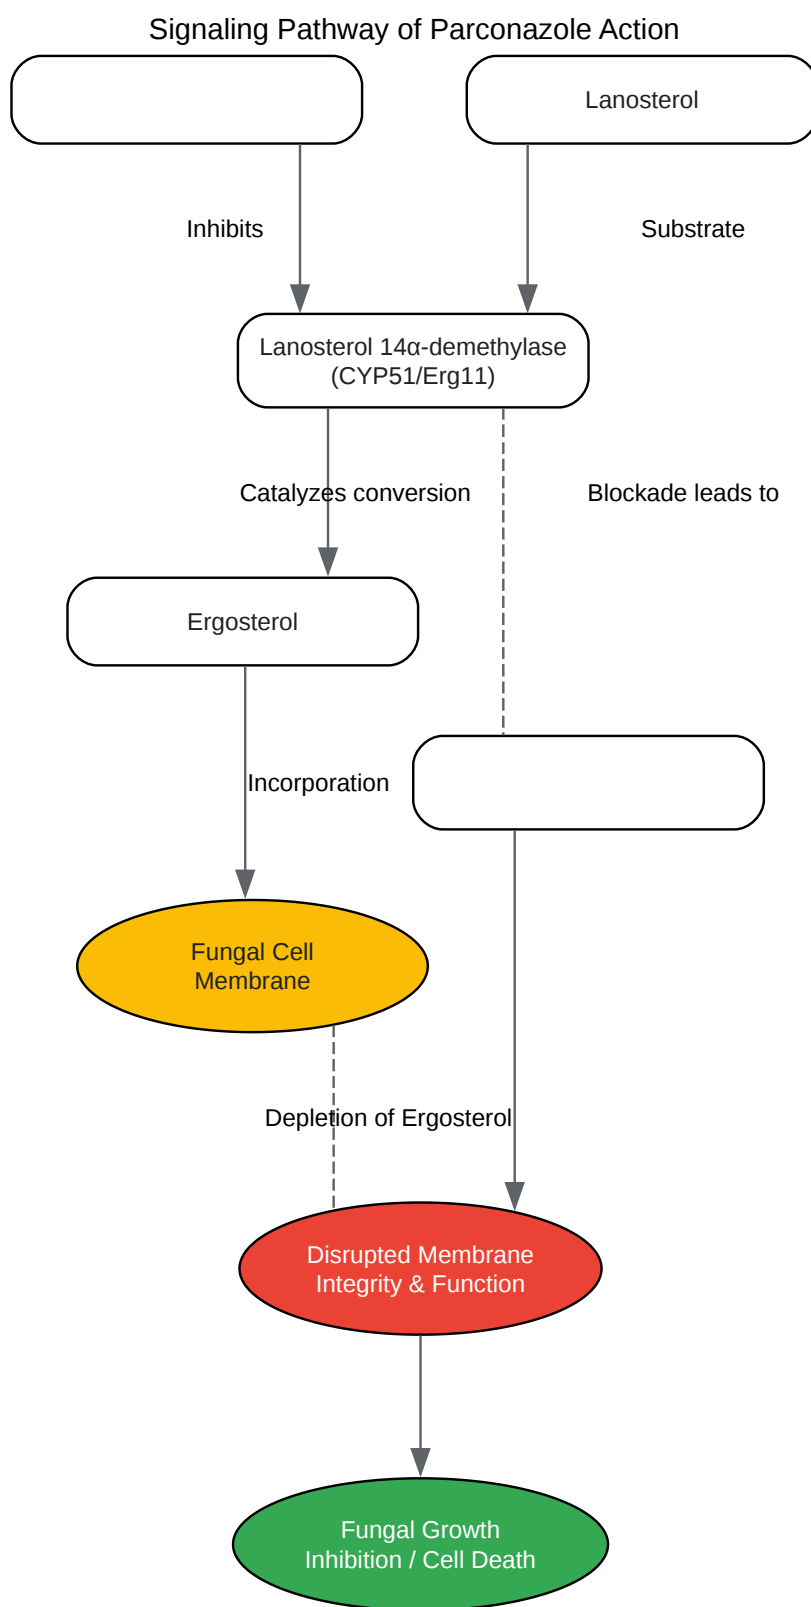 Signaling Pathway of Parconazole Action
Lanosterol
Inhibits
Substrate
Lanosterol 14α-demethylase
(CYP51/Erg11)
Catalyzes conversion
Blockade leads to
Ergosterol
Incorporation
Fungal Cell
Membrane
Depletion of Ergosterol
Disrupted Membrane
Integrity & Function
Fungal Growth
Inhibition / Cell Death